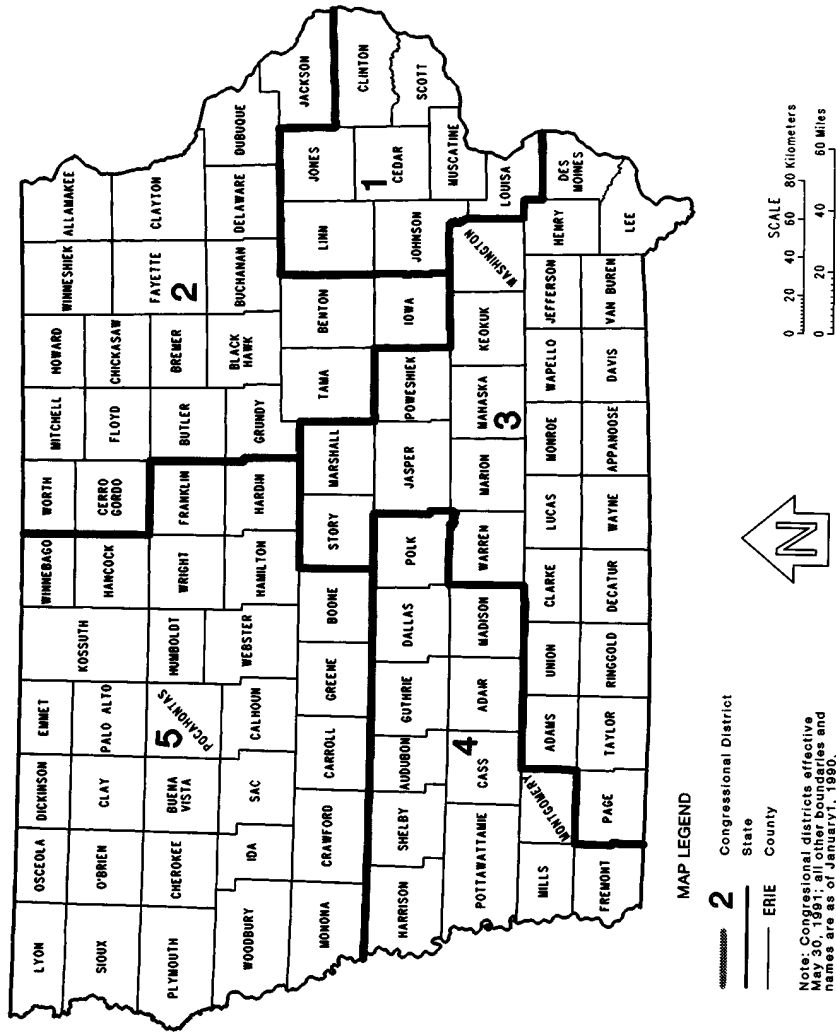 LYON
OSCEOLA
DICKINSON
EMMET
KOSSUTH
WINNEBAGO
WORTH
MITCHELL
HOWARD
WINNESHIEK
ALLAMAKEE
SIOUX
O'BRIEN
CLAY
PALO ALTO
HANCOCK
CERRO
GORDO
FLOYD
CHICKASAW
PLYMOUTH
CHEROKEE
BUENA
VISTA
POCAHONTAS
5
HUMBOLDT
WRIGHT
FRANKLIN
BUTLER
BREMER
FAYETTE
2
CLAYTON
WOODBURY
IDA
SAC
CALHOUN
WEBSTER
HAMILTON
HARDIN
GRUNDY
BLACK
HAWK
BUCHANAN
DELAWARE
DUBUQUE
MONONA
CRAWFORD
CARROLL
GREENE
BOONE
STORY
MARSHALL
TAMA
BENTON
LINN
JONES
JACKSON
1
HARRISON
SHELBY
AUDUBON
GUTHRIE
DALLAS
POLK
JASPER
POWESHIEK
IOWA
JOHNSON
CEDAR
CLINTON
SCOTT
MUSCATINE
POTTAWATTAMIE
CASS
4
ADAIR
MADISON
WARREN
MARION
MAHASKA
3
KEOKUK
WASHINGTON
LOUISA
MILLS
MONTGOMERY
ADAMS
UNION
CLARKE
LUCAS
MONROE
WAPELLO
JEFFERSON
HENRY
DES
MOINES
FREMONT
PAGE
TAYLOR
RINGGOLD
DECATUR
WAYNE
APPANOOSE
DAVIS
VAN BUREN
LEE
MAP LEGEND
2 Congressional District
State
ERIE County
Note: Congresional districts effective
May 30, 1991; all other boundaries and
names are as of January1, 1990.
N
SCALE
0 20 40 60 80 Kilometers
0 20 40 60 Miles